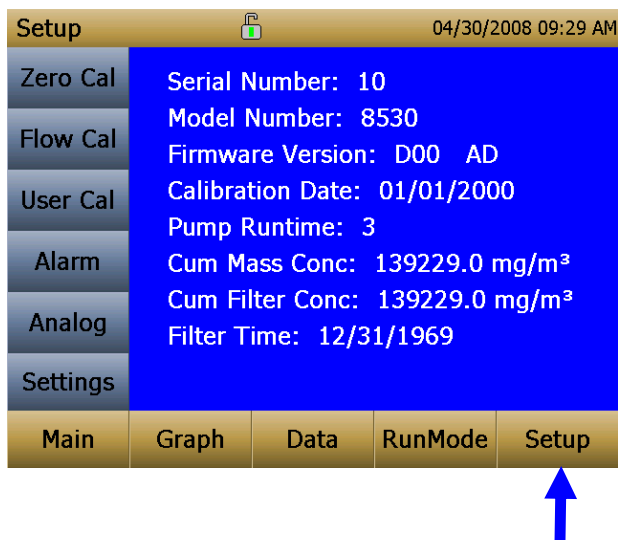 Setup 04/30/2008 09:29 AM
Zero Cal
Flow Cal
User Cal
Alarm
Analog
Settings
Serial Number: 10
Model Number: 8530
Firmware Version: D00 AD
Calibration Date: 01/01/2000
Pump Runtime: 3
Cum Mass Conc: 139229.0 mg/m³
Cum Filter Conc: 139229.0 mg/m³
Filter Time: 12/31/1969
Main Graph Data RunMode Setup